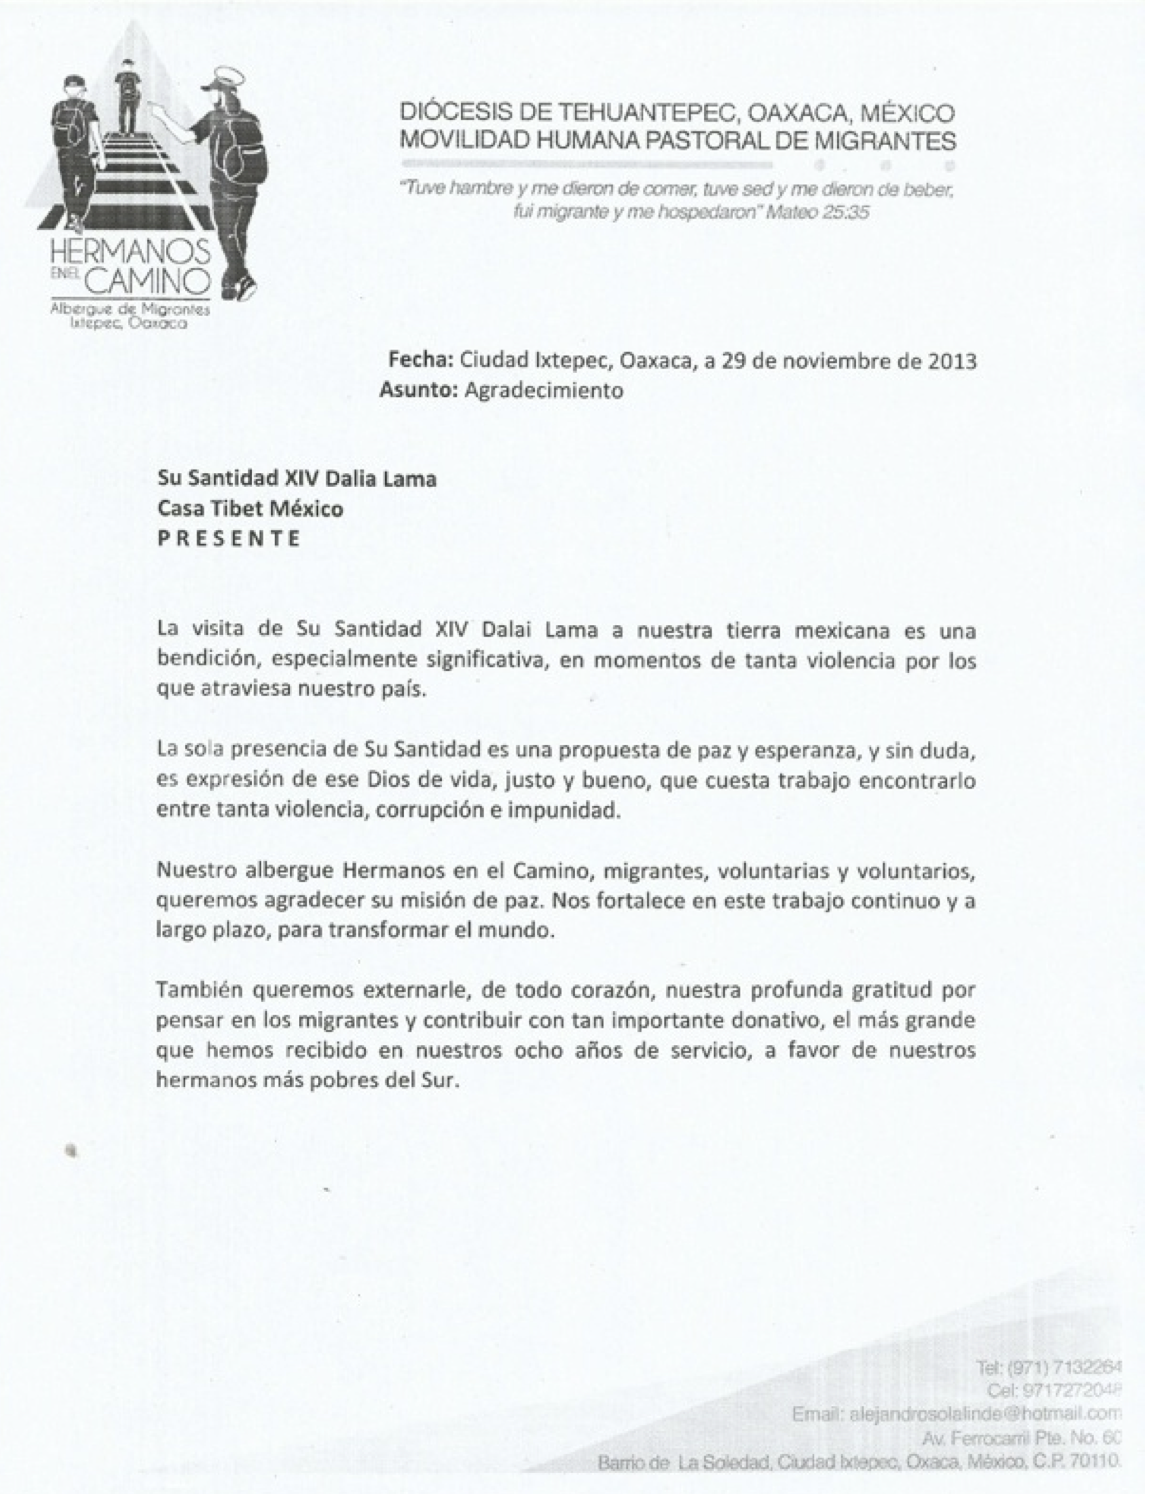 HERMANOS
EN EL CAMINO
Albergue de Migrantes
Ixtepec, Oaxaca
DIÓCESIS DE TEHUANTEPEC, OAXACA, MÉXICO
MOVILIDAD HUMANA PASTORAL DE MIGRANTES
"Tuve hambre y me dieron de comer, tuve sed y me dieron de beber,
fui migrante y me hospedaron" Mateo 25:35
Fecha: Ciudad Ixtepec, Oaxaca, a 29 de noviembre de 2013
Asunto: Agradecimiento
Su Santidad XIV Dalia Lama
Casa Tibet México
P R E S E N T E
La visita de Su Santidad XIV Dalai Lama a nuestra tierra mexicana es una
bendición, especialmente significativa, en momentos de tanta violencia por los
que atraviesa nuestro país.
La sola presencia de Su Santidad es una propuesta de paz y esperanza, y sin duda,
es expresión de ese Dios de vida, justo y bueno, que cuesta trabajo encontrarlo
entre tanta violencia, corrupción e impunidad.
Nuestro albergue Hermanos en el Camino, migrantes, voluntarias y voluntarios,
queremos agradecer su misión de paz. Nos fortalece en este trabajo continuo y a
largo plazo, para transformar el mundo.
También queremos externarle, de todo corazón, nuestra profunda gratitud por
pensar en los migrantes y contribuir con tan importante donativo, el más grande
que hemos recibido en nuestros ocho años de servicio, a favor de nuestros
hermanos más pobres del Sur.
Tel: (971) 7132264
Cel: 9717272048
Email: alejandrosolalinde@hotmail.com
Av. Ferrocarril Pte. No. 60
Barrio de La Soledad, Ciudad Ixtepec, Oaxaca, México, C.P. 70110.